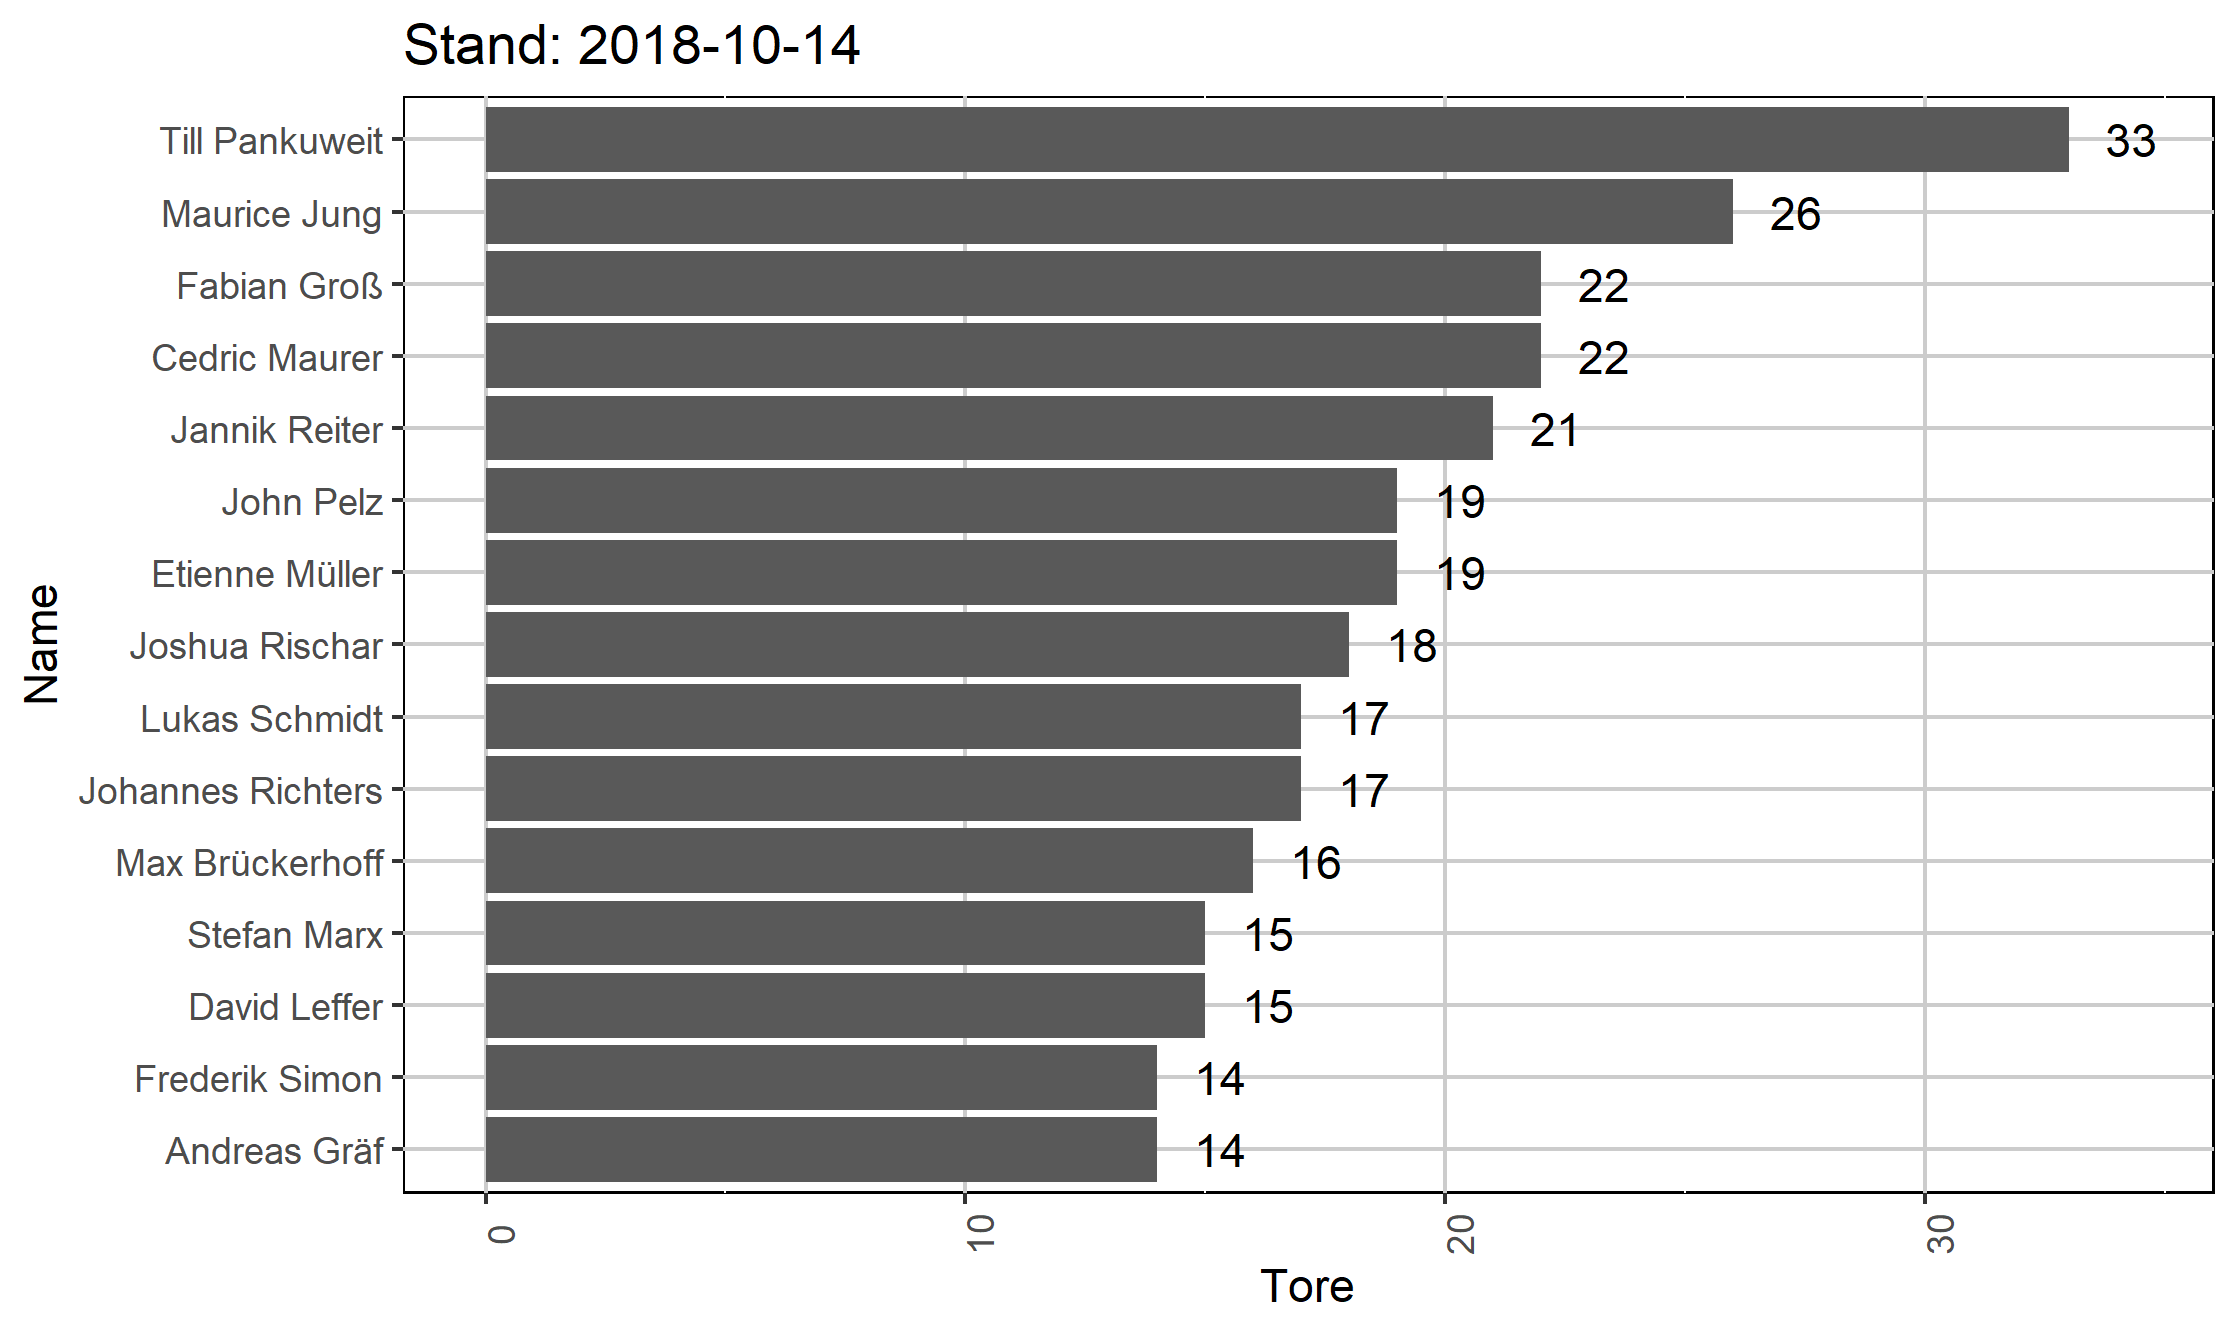 Stand: 2018-10-14
Till Pankuweit 33
Maurice Jung 26
Fabian Groß 22
Cedric Maurer 22
Jannik Reiter 21
John Pelz 19
Etienne Müller 19
Joshua Rischar 18
Lukas Schmidt 17
Johannes Richters 17
Max Brückerhoff 16
Stefan Marx 15
David Leffer 15
Frederik Simon 14
Andreas Gräf 14
Name
0 10 20 30
Tore